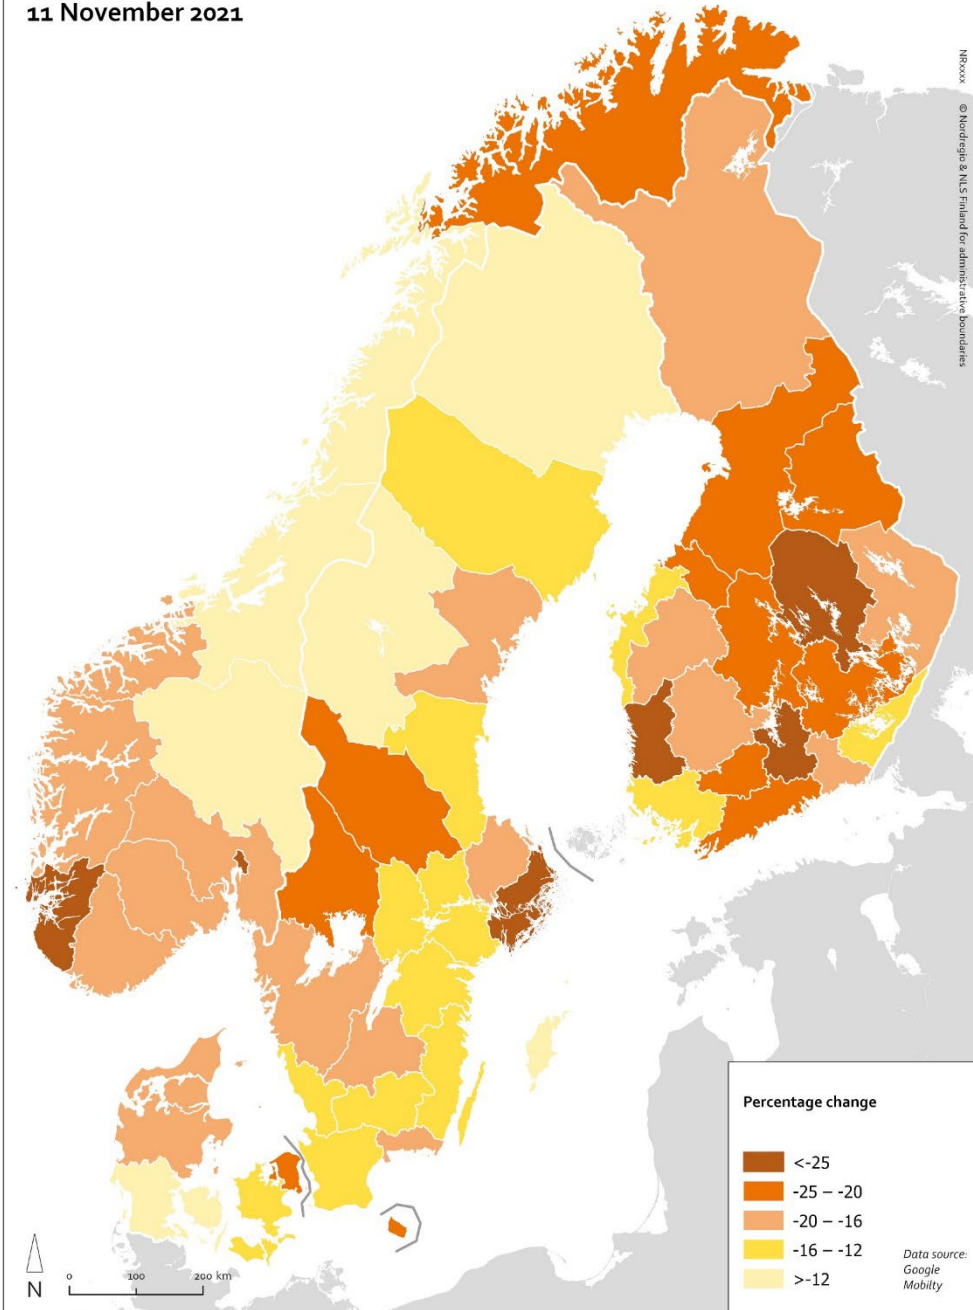 11 November 2021
NRxxxx © Nordregio & NLS Finland for administrative boundaries
Percentage change
<-25
-25 – -20
-20 – -16
-16 – -12
>-12
Data source:
Google
Mobilty
N
0 100 200 km